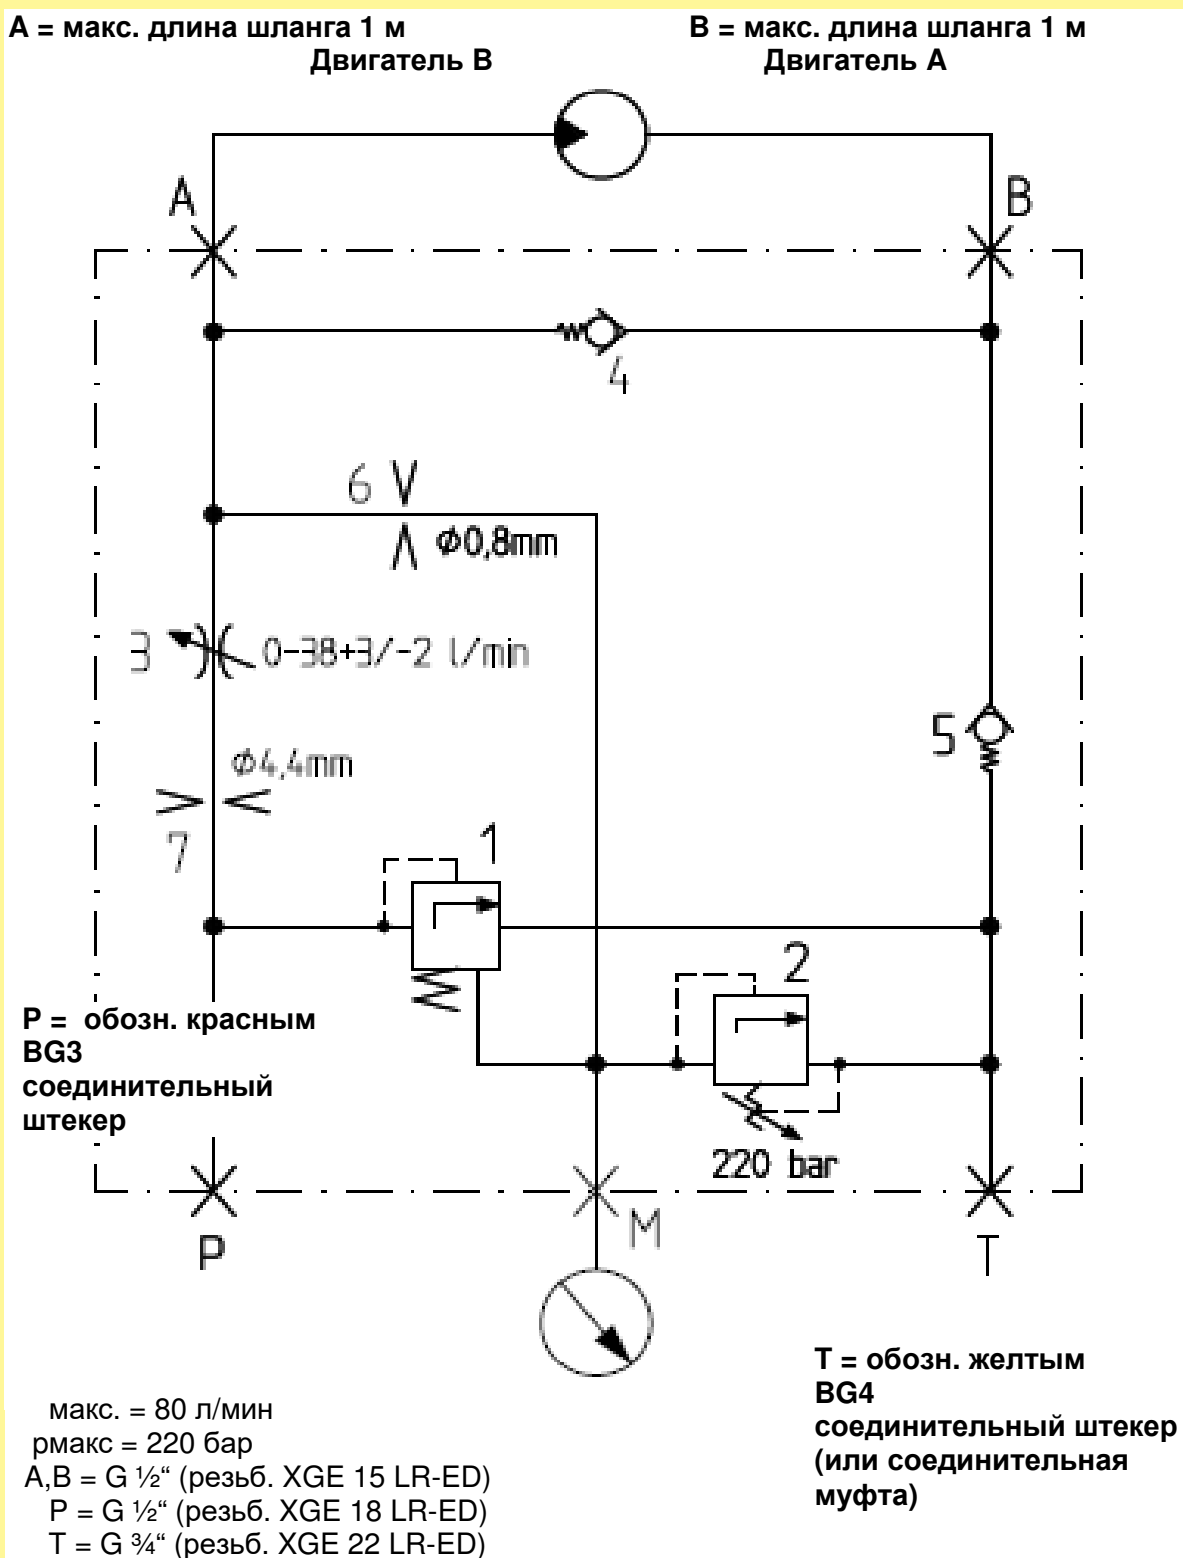 A = макс. длина шланга 1 м
Двигатель B
B = макс. длина шланга 1 м
Двигатель A
A
B
4
6
Φ0,8mm
3
0-38+3/-2 l/min
5
Φ4,4mm
7
1
2
P = обозн. красным
BG3
соединительный
штекер
220 bar
P
M
T
T = обозн. желтым
BG4
соединительный штекер
(или соединительная
муфта)
макс. = 80 л/мин
pмакс = 220 бар
A,B = G ½“ (резьб. XGE 15 LR-ED)
P = G ½“ (резьб. XGE 18 LR-ED)
T = G ¾“ (резьб. XGE 22 LR-ED)